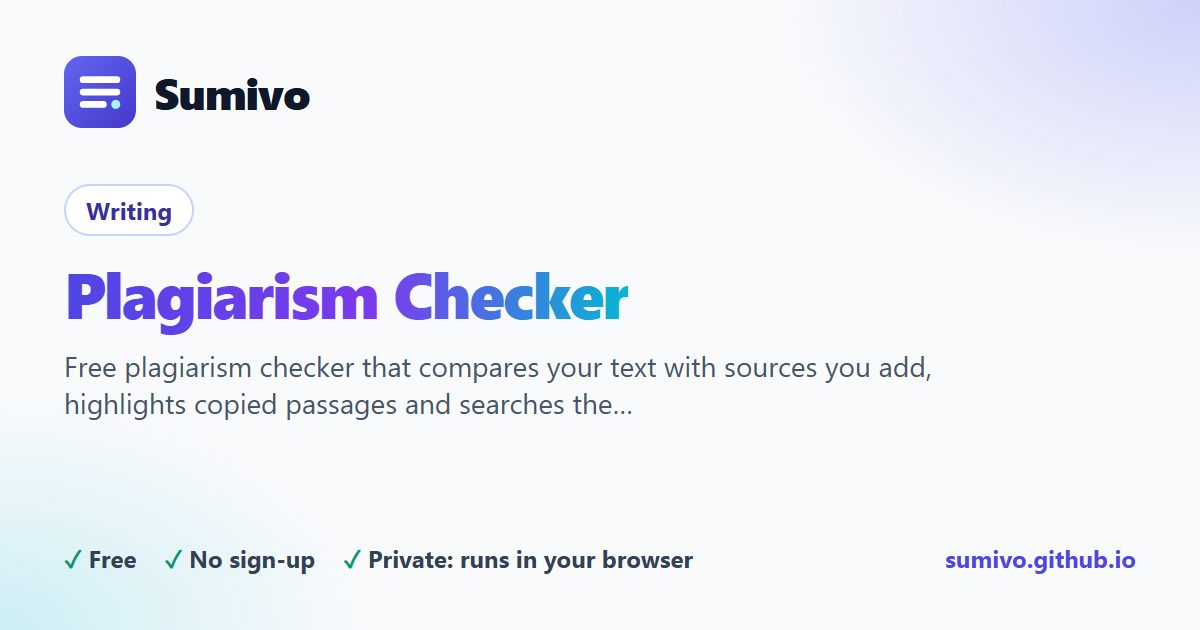 Sumivo
Writing
Plagiarism Checker
Free plagiarism checker that compares your text with sources you add,
highlights copied passages and searches the...
✓ Free ✓ No sign-up ✓ Private: runs in your browser
sumivo.github.io